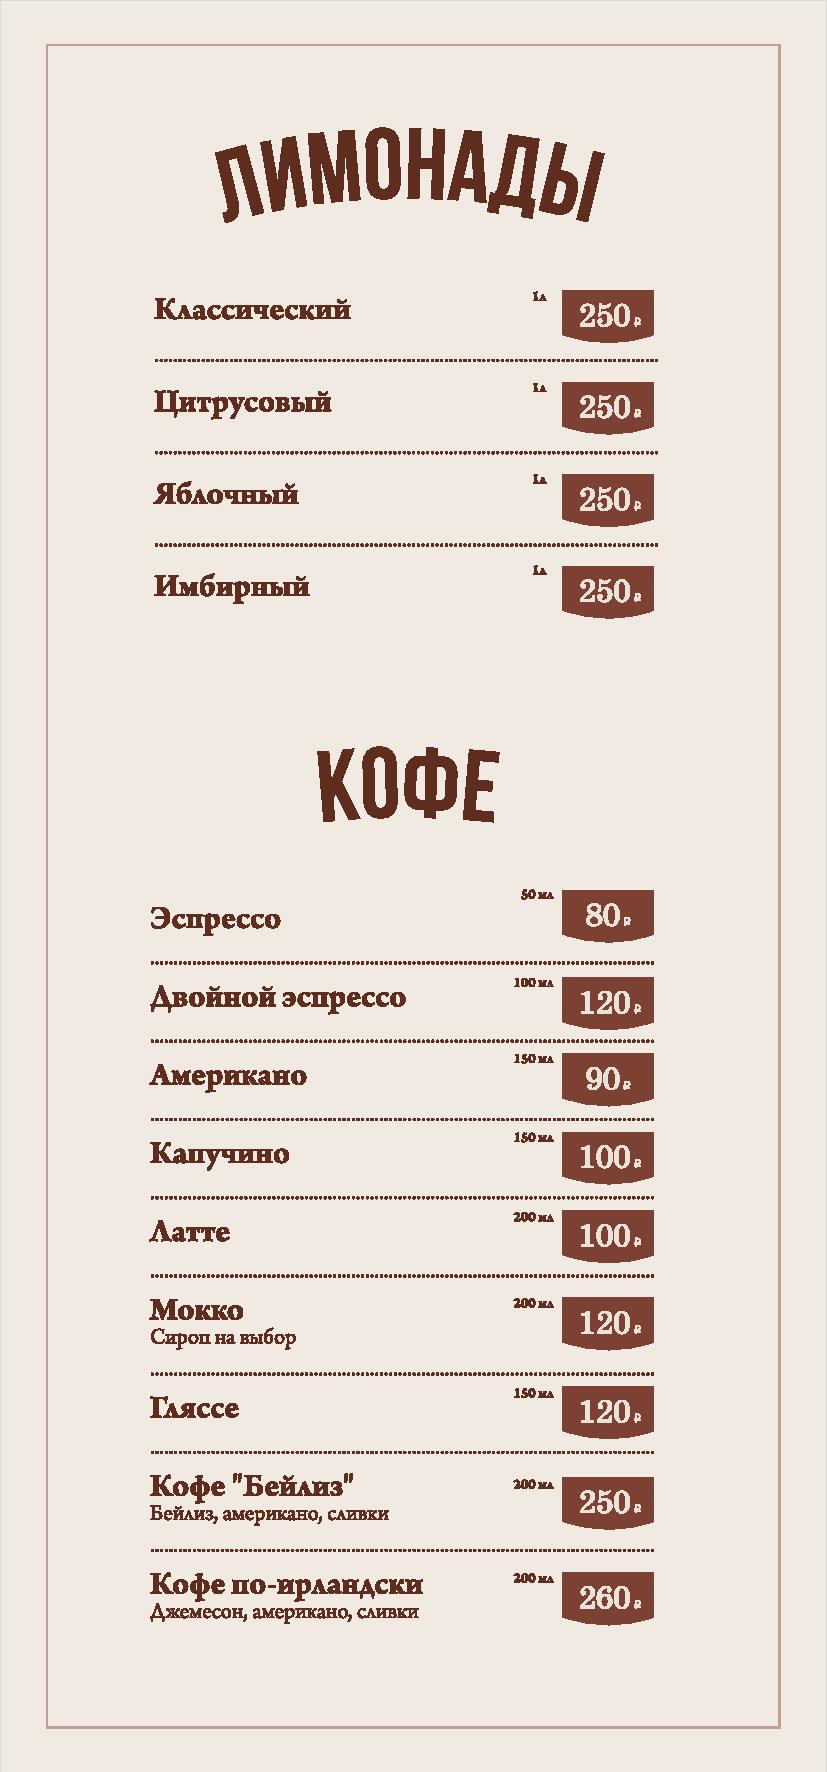 ЛИМОНАДЫ
Классический 1л 250 ₽
Цитрусовый 1л 250 ₽
Яблочный 1л 250 ₽
Имбирный 1л 250 ₽
КОФЕ
Эспрессо 50 мл 80 ₽
Двойной эспрессо 100 мл 120 ₽
Американо 150 мл 90 ₽
Капучино 150 мл 100 ₽
Латте 200 мл 100 ₽
Мокко 200 мл 120 ₽
Сироп на выбор
Гляссе 150 мл 120 ₽
Кофе "Бейлиз" 200 мл 250 ₽
Бейлиз, американо, сливки
Кофе по-ирландски 200 мл 260 ₽
Джемесон, американо, сливки